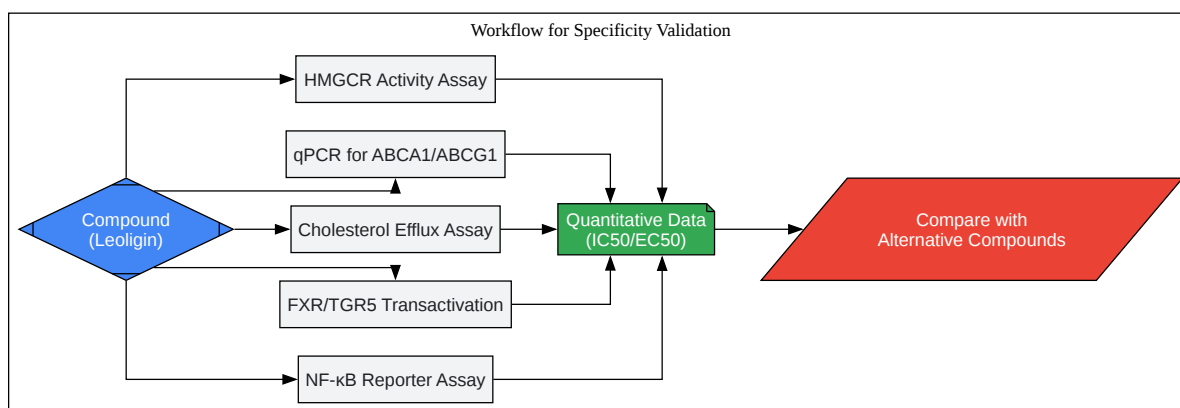 Workflow for Specificity Validation
HMGCR Activity Assay
qPCR for ABCA1/ABCG1
Compound
(Leoligin)
Cholesterol Efflux Assay
Quantitative Data
(IC50/EC50)
Compare with
Alternative Compounds
FXR/TGR5 Transactivation
NF-κB Reporter Assay